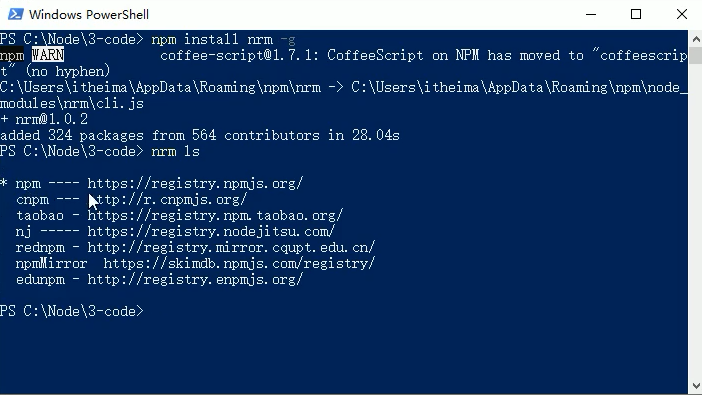 Windows PowerShell
PS C:\Node\3-code> npm install nrm -g
npm WARN coffee-script@1.7.1: CoffeeScript on NPM has moved to "coffeescrip
t" (no hyphen)
C:\Users\itheima\AppData\Roaming\npm\nrm -> C:\Users\itheima\AppData\Roaming\npm\node_
modules\nrm\cli.js
+ nrm@1.0.2
added 324 packages from 564 contributors in 28.04s
PS C:\Node\3-code> nrm ls
* npm ---- https://registry.npmjs.org/
cnpm --- http://r.cnpmjs.org/
taobao - https://registry.npm.taobao.org/
nj ----- https://registry.nodejitsu.com/
rednpm - http://registry.mirror.cqupt.edu.cn/
npmMirror https://skimdb.npmjs.com/registry/
edunpm - http://registry.enpmjs.org/
PS C:\Node\3-code>